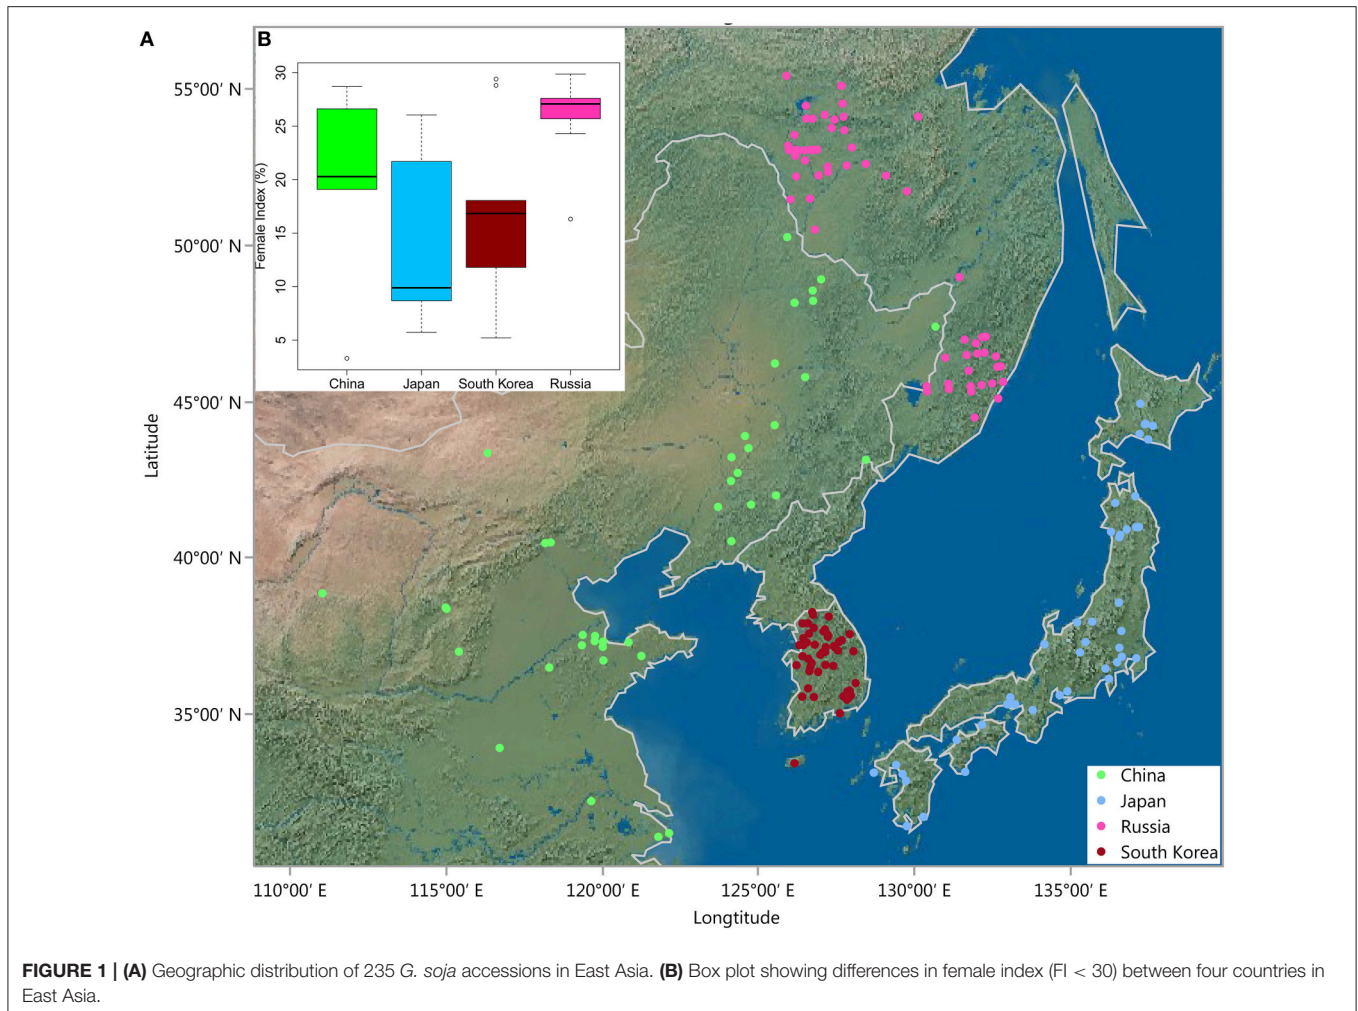 A
B
Female Index (%)
30
25
20
15
10
5
China
Japan
South Korea
Russia
55°00′ N
50°00′ N
45°00′ N
40°00′ N
35°00′ N
Latitude
110°00′ E
115°00′ E
120°00′ E
125°00′ E
130°00′ E
135°00′ E
Longtitude
China
Japan
Russia
South Korea
FIGURE 1 | (A) Geographic distribution of 235 G. soja accessions in East Asia. (B) Box plot showing differences in female index (FI < 30) between four countries in
East Asia.